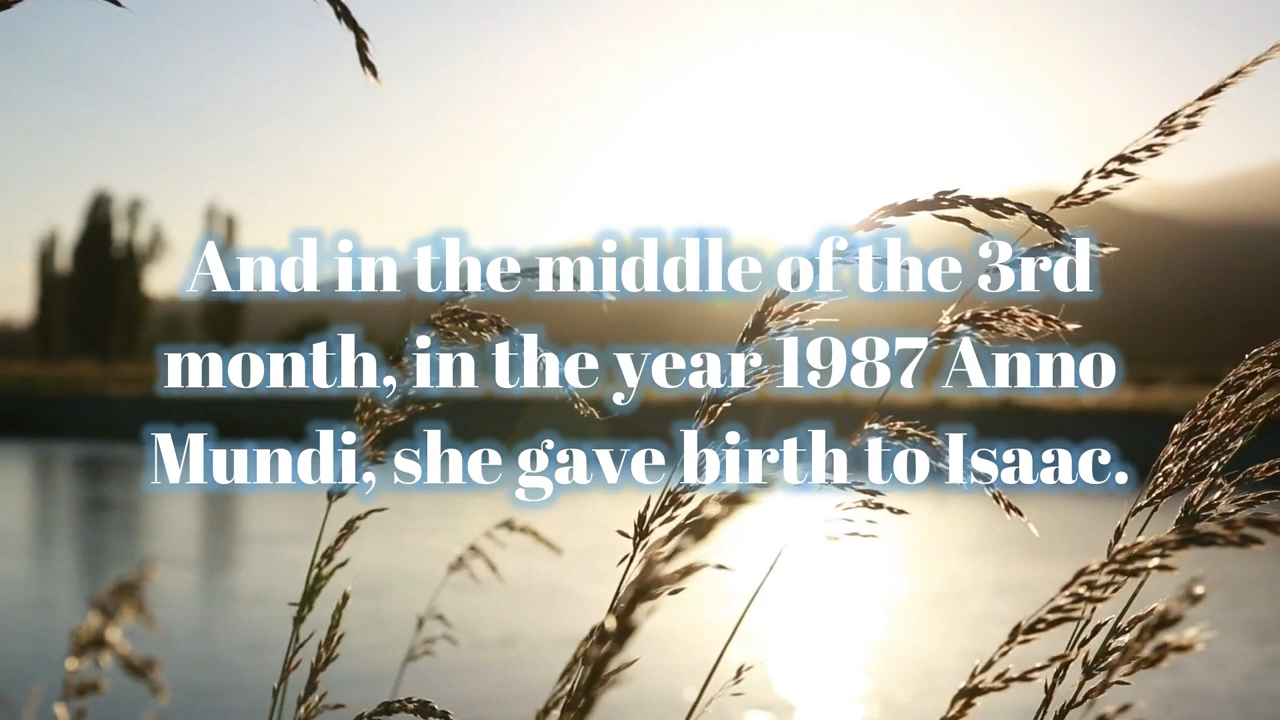 And in the middle of the 3rd
month, in the year 1987 Anno
Mundi, she gave birth to Isaac.